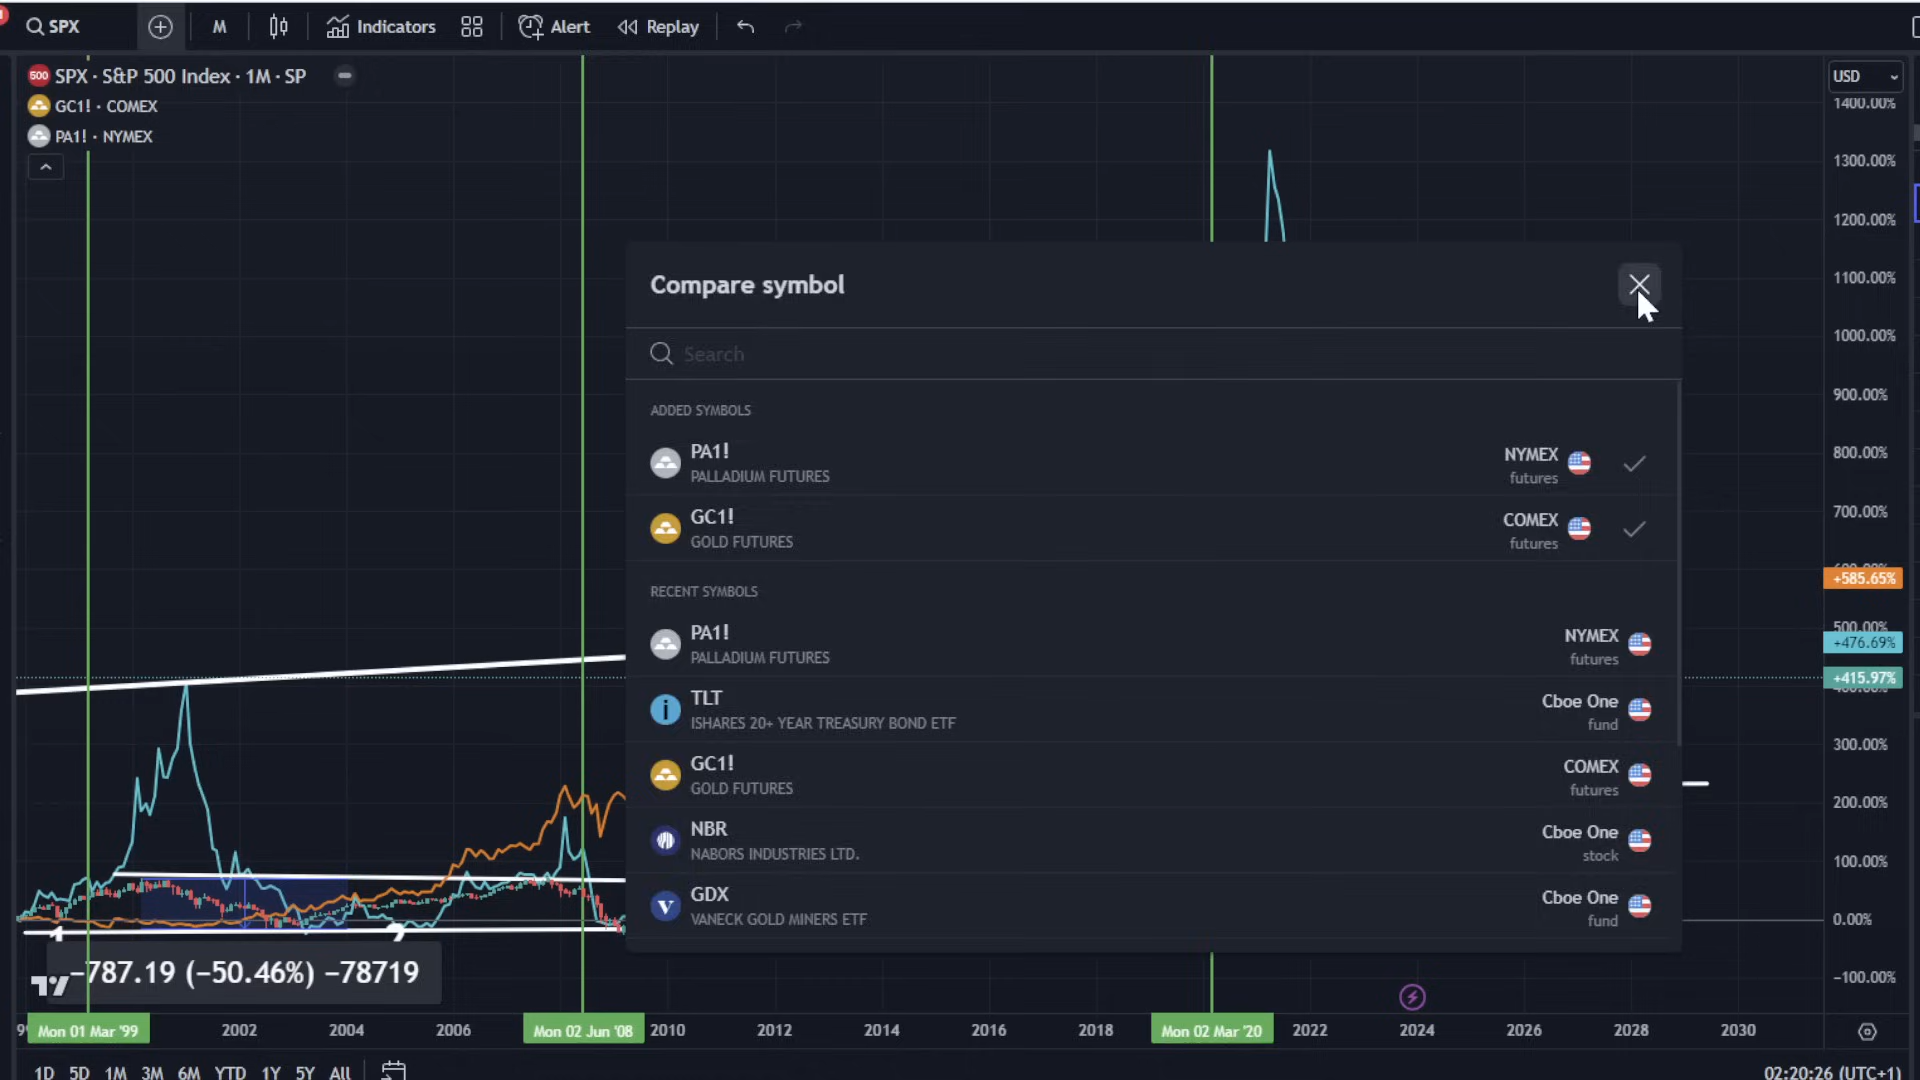 SPX M Indicators Alert Replay
500 SPX · S&P 500 Index · 1M · SP
GC1! · COMEX
PA1! · NYMEX
USD
1400.00%
1300.00%
1200.00%
1100.00%
1000.00%
900.00%
800.00%
700.00%
+585.65%
500.00%
+476.69%
+415.97%
300.00%
200.00%
100.00%
0.00%
−100.00%
Compare symbol
Search
ADDED SYMBOLS
PA1!
PALLADIUM FUTURES
NYMEX
futures
GC1!
GOLD FUTURES
COMEX
futures
RECENT SYMBOLS
PA1!
PALLADIUM FUTURES
NYMEX
futures
TLT
ISHARES 20+ YEAR TREASURY BOND ETF
Cboe One
fund
GC1!
GOLD FUTURES
COMEX
futures
NBR
NABORS INDUSTRIES LTD.
Cboe One
stock
GDX
VANECK GOLD MINERS ETF
Cboe One
fund
−787.19 (−50.46%) −78719
Mon 01 Mar '99 2002 2004 2006 Mon 02 Jun '08 2010 2012 2014 2016 2018 Mon 02 Mar '20 2022 2024 2026 2028 2030
1D 5D 1M 3M 6M YTD 1Y 5Y All 02:20:26 (UTC+1)